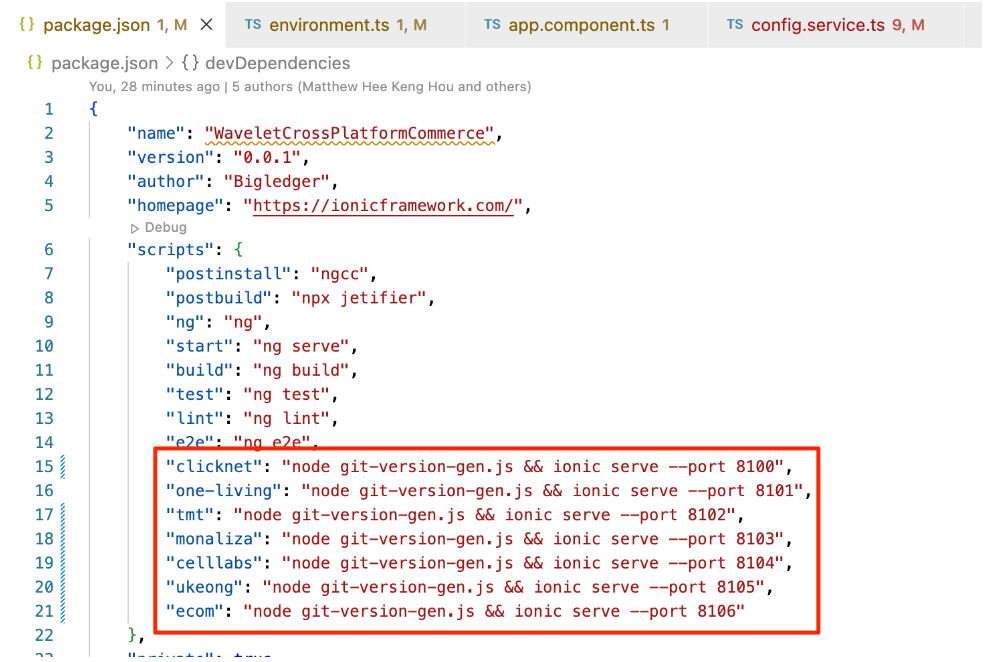 {} package.json 1, M × TS environment.ts 1, M TS app.component.ts 1 TS config.service.ts 9, M
{} package.json > {} devDependencies
You, 28 minutes ago | 5 authors (Matthew Hee Keng Hou and others)
1 {
2 "name": "WaveletCrossPlatformCommerce",
3 "version": "0.0.1",
4 "author": "Bigledger",
5 "homepage": "https://ionicframework.com/",
▷ Debug
6 "scripts": {
7 "postinstall": "ngcc",
8 "postbuild": "npx jetifier",
9 "ng": "ng",
10 "start": "ng serve",
11 "build": "ng build",
12 "test": "ng test",
13 "lint": "ng lint",
14 "e2e": "ng e2e",
15 "clicknet": "node git-version-gen.js && ionic serve --port 8100",
16 "one-living": "node git-version-gen.js && ionic serve --port 8101",
17 "tmt": "node git-version-gen.js && ionic serve --port 8102",
18 "monaliza": "node git-version-gen.js && ionic serve --port 8103",
19 "celllabs": "node git-version-gen.js && ionic serve --port 8104",
20 "ukeong": "node git-version-gen.js && ionic serve --port 8105",
21 "ecom": "node git-version-gen.js && ionic serve --port 8106"
22 },
23 "private": true,